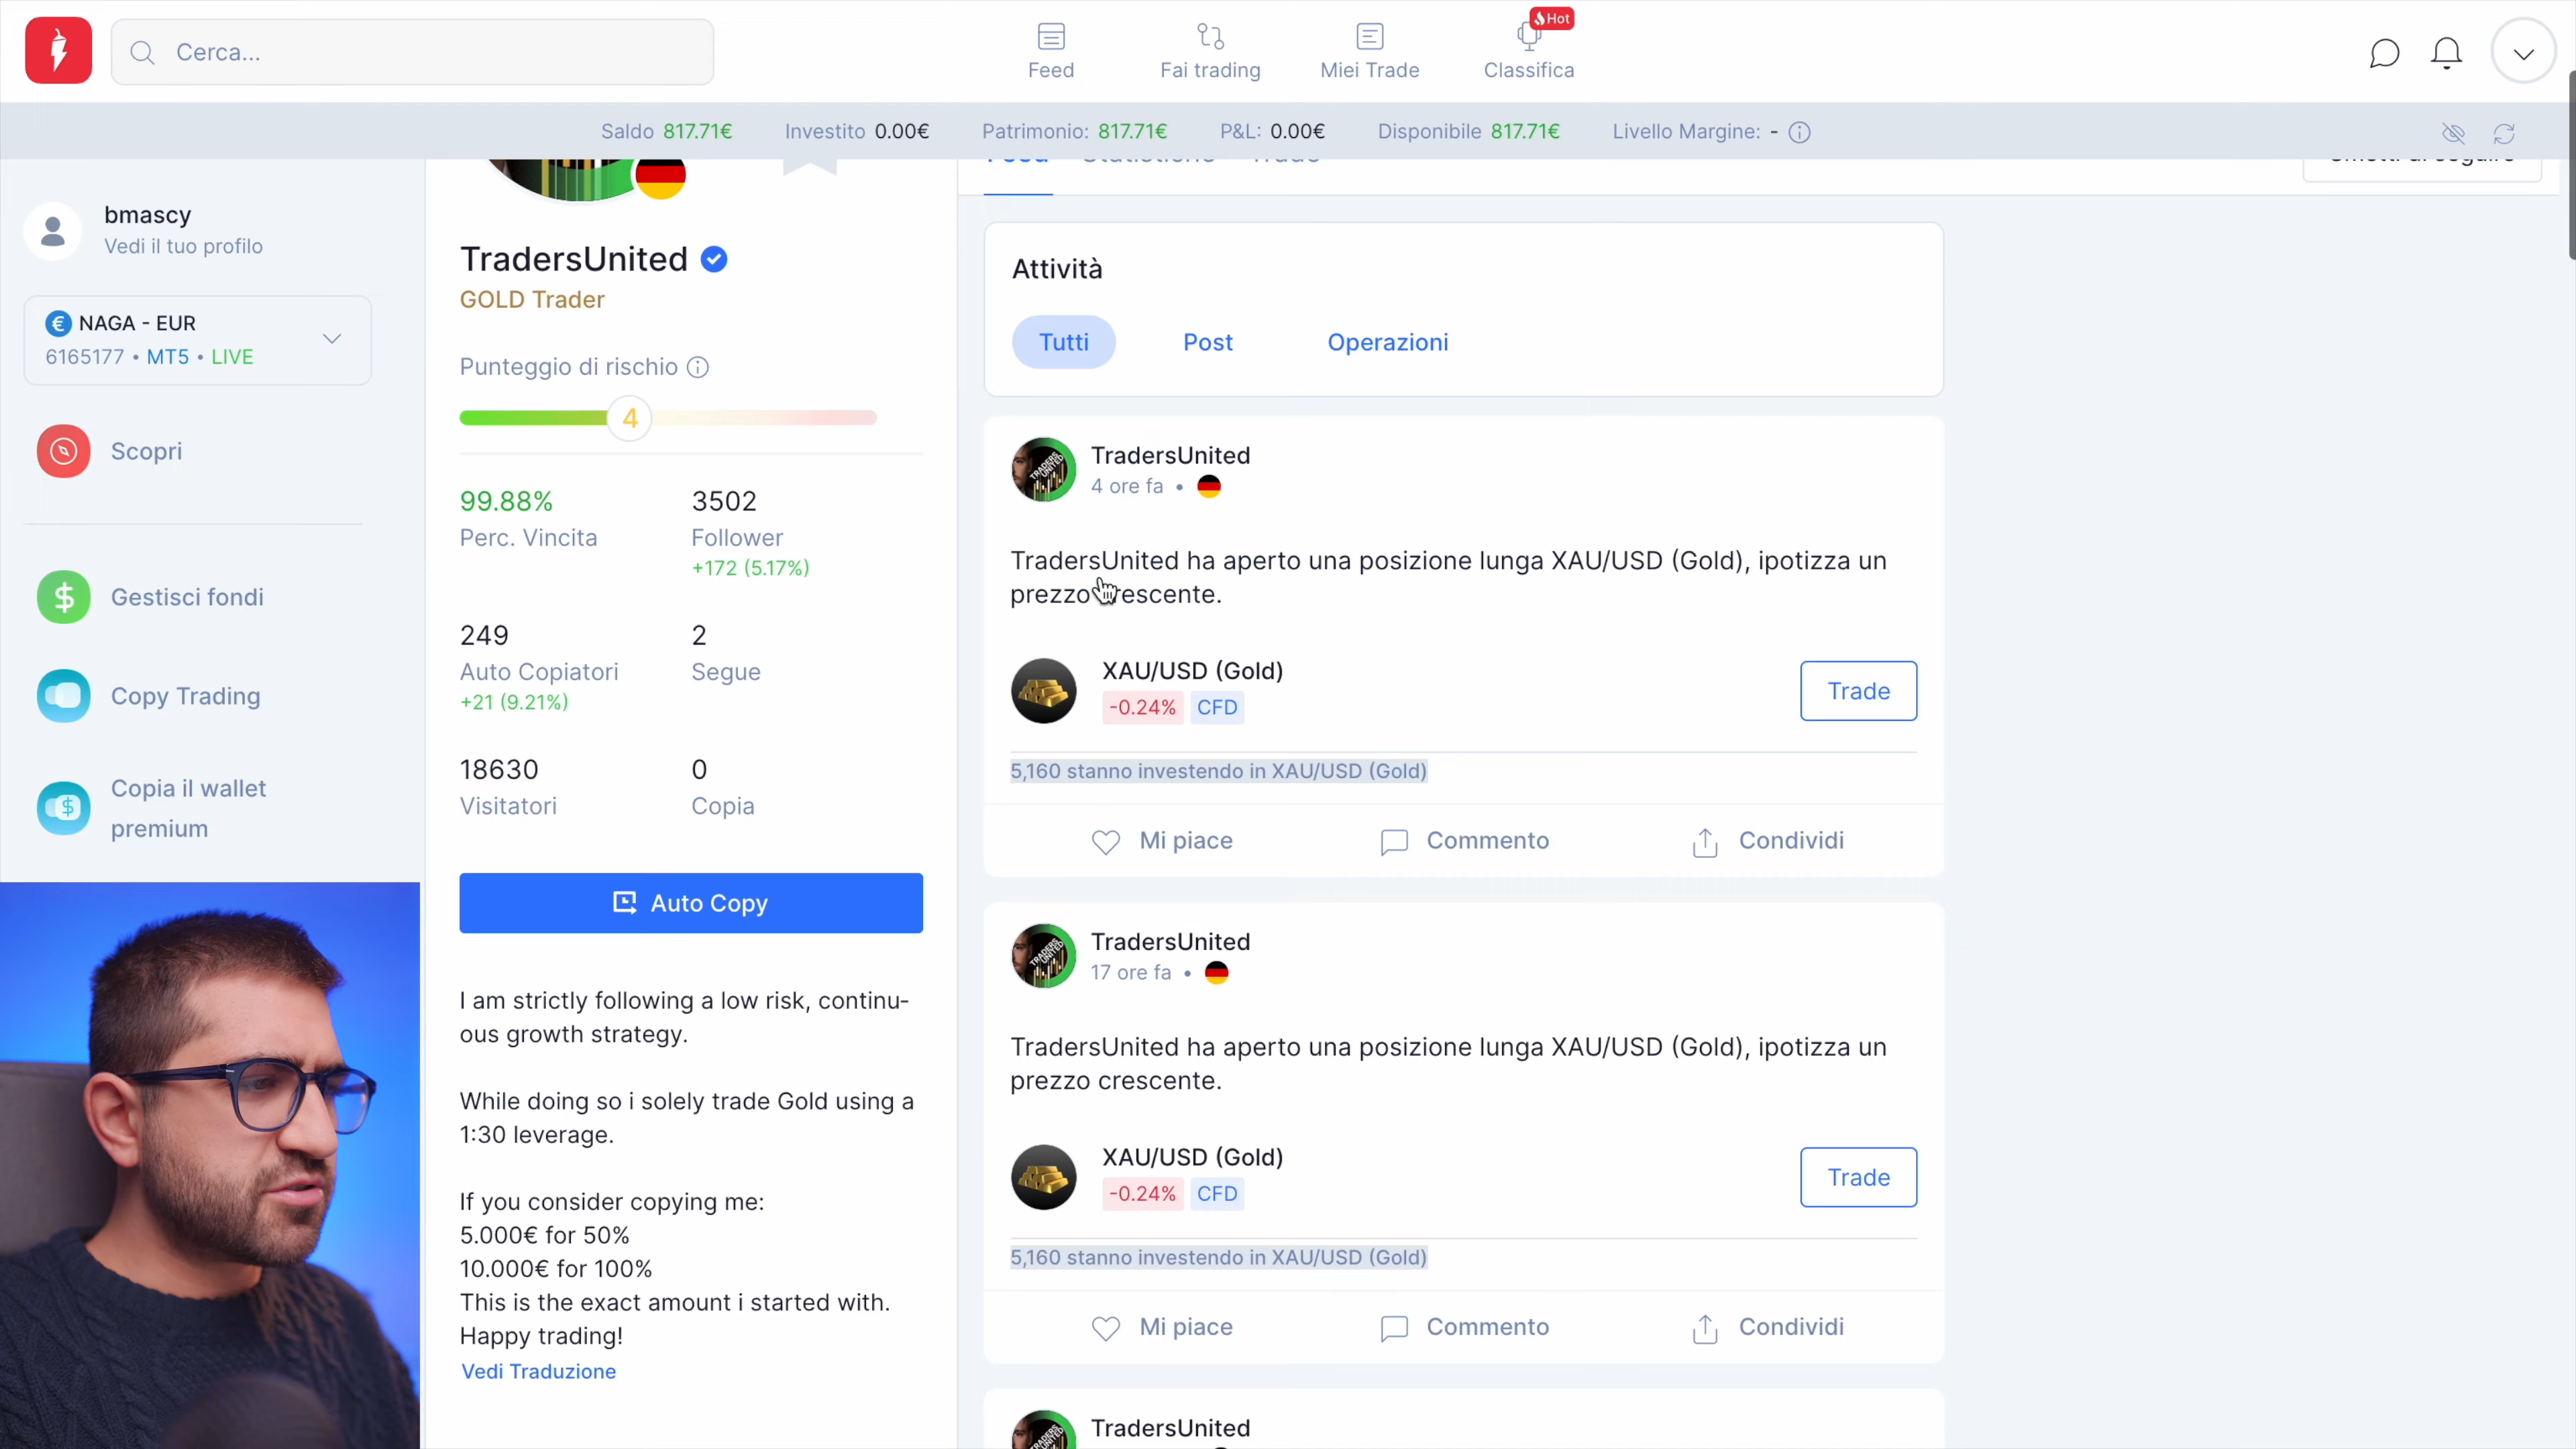 Cerca...
Feed
Fai trading
Miei Trade
Hot
Classifica
Saldo 817.71€ Investito 0.00€ Patrimonio: 817.71€ P&L: 0.00€ Disponibile 817.71€ Livello Margine: -
bmascy
Vedi il tuo profilo
NAGA - EUR
6165177 • MT5 • LIVE
Scopri
Gestisci fondi
Copy Trading
Copia il wallet
premium
TradersUnited
GOLD Trader
Punteggio di rischio
4
99.88%
Perc. Vincita
3502
Follower
+172 (5.17%)
249
Auto Copiatori
+21 (9.21%)
2
Segue
18630
Visitatori
0
Copia
Auto Copy
I am strictly following a low risk, continu-
ous growth strategy.
While doing so i solely trade Gold using a
1:30 leverage.
If you consider copying me:
5.000€ for 50%
10.000€ for 100%
This is the exact amount i started with.
Happy trading!
Vedi Traduzione
Attività
Tutti
Post
Operazioni
TradersUnited
4 ore fa •
TradersUnited ha aperto una posizione lunga XAU/USD (Gold), ipotizza un
prezzo crescente.
XAU/USD (Gold)
-0.24% CFD
Trade
5,160 stanno investendo in XAU/USD (Gold)
Mi piace
Commento
Condividi
TradersUnited
17 ore fa •
TradersUnited ha aperto una posizione lunga XAU/USD (Gold), ipotizza un
prezzo crescente.
XAU/USD (Gold)
-0.24% CFD
Trade
5,160 stanno investendo in XAU/USD (Gold)
Mi piace
Commento
Condividi
TradersUnited